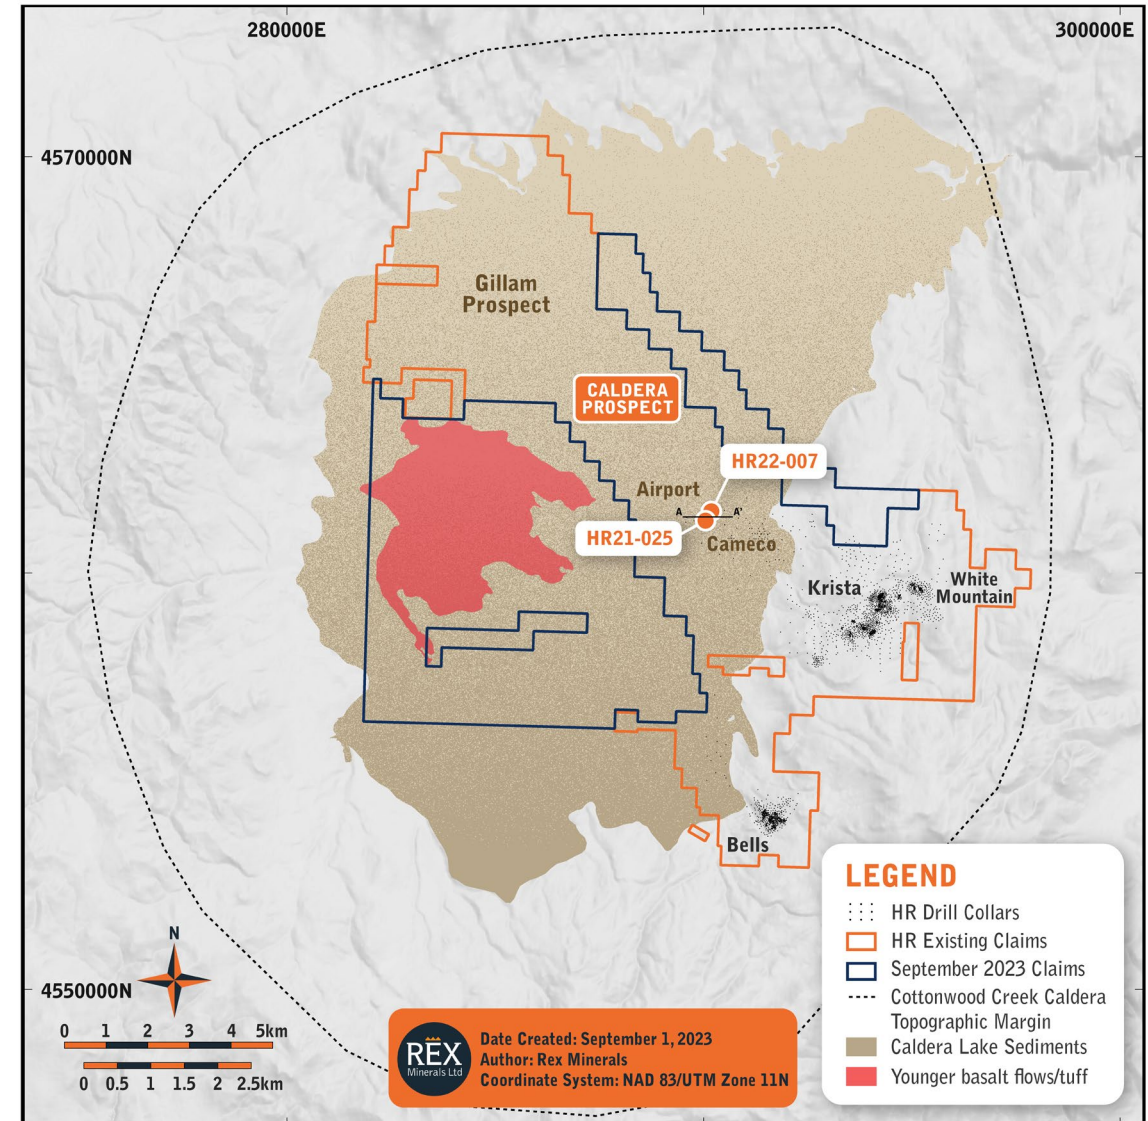 280000E
300000E
4570000N
Gillam
Prospect
CALDERA
PROSPECT
HR22-007
Airport
A
A'
HR21-025
Cameco
Krista
White
Mountain
Bells
4550000N
N
0 1 2 3 4 5km
0 0.5 1 1.5 2 2.5km
REX
Minerals Ltd
Date Created: September 1, 2023
Author: Rex Minerals
Coordinate System: NAD 83/UTM Zone 11N
LEGEND
HR Drill Collars
HR Existing Claims
September 2023 Claims
Cottonwood Creek Caldera
Topographic Margin
Caldera Lake Sediments
Younger basalt flows/tuff